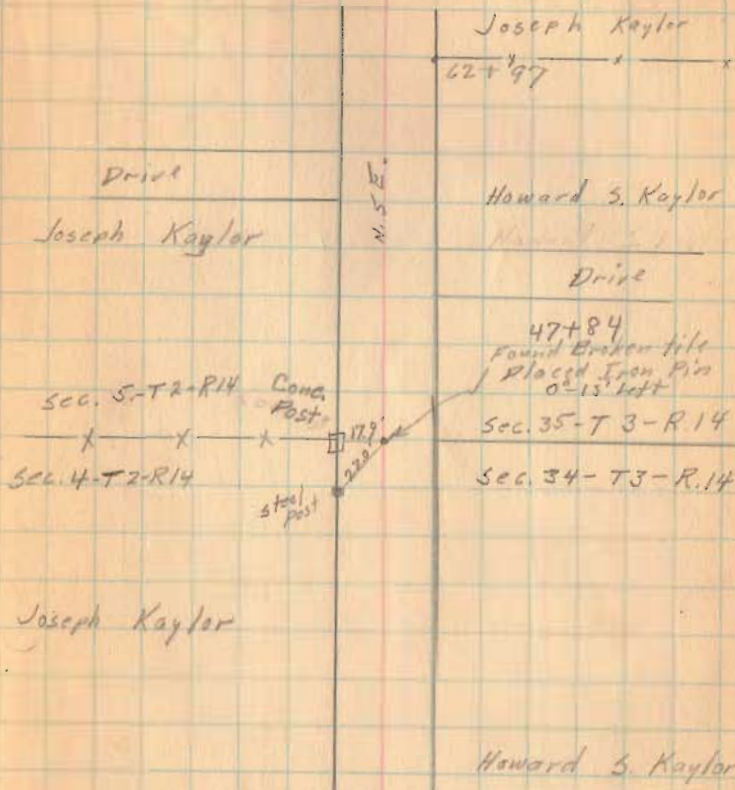 Joseph Kaylor
62+97
Drive
N.S.E.
Howard S. Kaylor
Joseph Kaylor
Drive
47+84
Found Broken tile
Placed Iron Pin
0°-15' left
Sec. 5-T2-R14
Conc.
Post
17.9'
Sec. 35-T3-R.14
Sec. 4-T2-R14
22.0
Sec. 34-T3-R.14
steel
post
Joseph Kaylor
Howard S. Kaylor